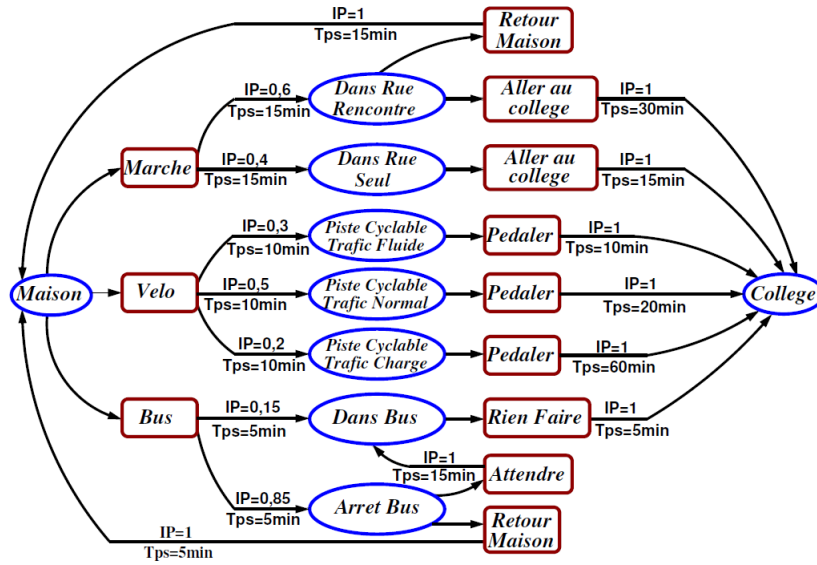 IP=1
Tps=15min
Retour
Maison
IP=0,6
Tps=15min
Dans Rue
Rencontre
Aller au
college
IP=1
Tps=30min
Marche
IP=0,4
Tps=15min
Dans Rue
Seul
Aller au
college
IP=1
Tps=15min
IP=0,3
Tps=10min
Piste Cyclable
Trafic Fluide
Pedaler
IP=1
Tps=10min
Maison
Velo
IP=0,5
Tps=10min
Piste Cyclable
Trafic Normal
Pedaler
IP=1
Tps=20min
College
IP=0,2
Tps=10min
Piste Cyclable
Trafic Charge
Pedaler
IP=1
Tps=60min
Bus
IP=0,15
Tps=5min
Dans Bus
Rien Faire
IP=1
Tps=5min
IP=1
Tps=15min
Attendre
IP=0,85
Tps=5min
Arret Bus
Retour
Maison
IP=1
Tps=5min